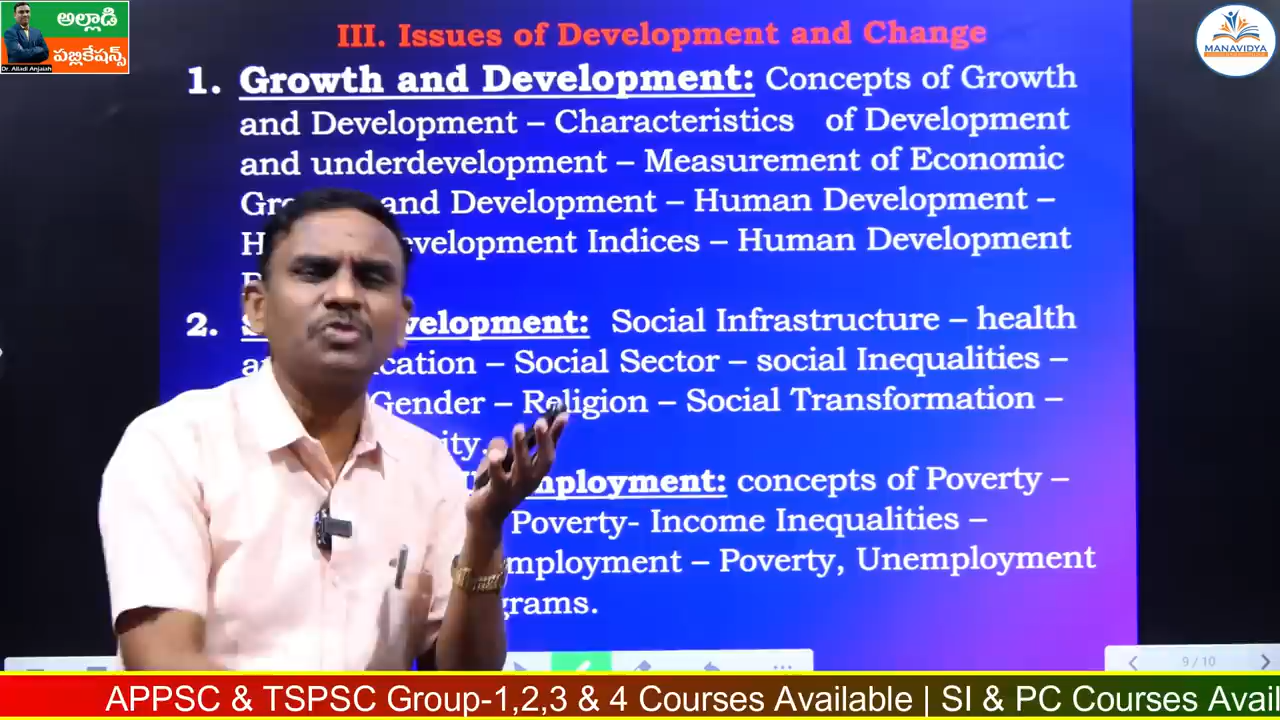 అల్లాడి
పబ్లికేషన్స్
Dr. Alladi Anjaiah
MANAVIDYA
III. Issues of Development and Change
1. Growth and Development: Concepts of Growth
and Development – Characteristics of Development
and underdevelopment – Measurement of Economic
and Development – Human Development –
Development Indices – Human Development
2. velopment: Social Infrastructure – health
cation – Social Sector – social Inequalities –
Gender – Religion – Social Transformation –
ity.
mployment: concepts of Poverty –
Poverty- Income Inequalities –
mployment – Poverty, Unemployment
grams.
9 / 10
APPSC & TSPSC Group-1,2,3 & 4 Courses Available | SI & PC Courses Avai